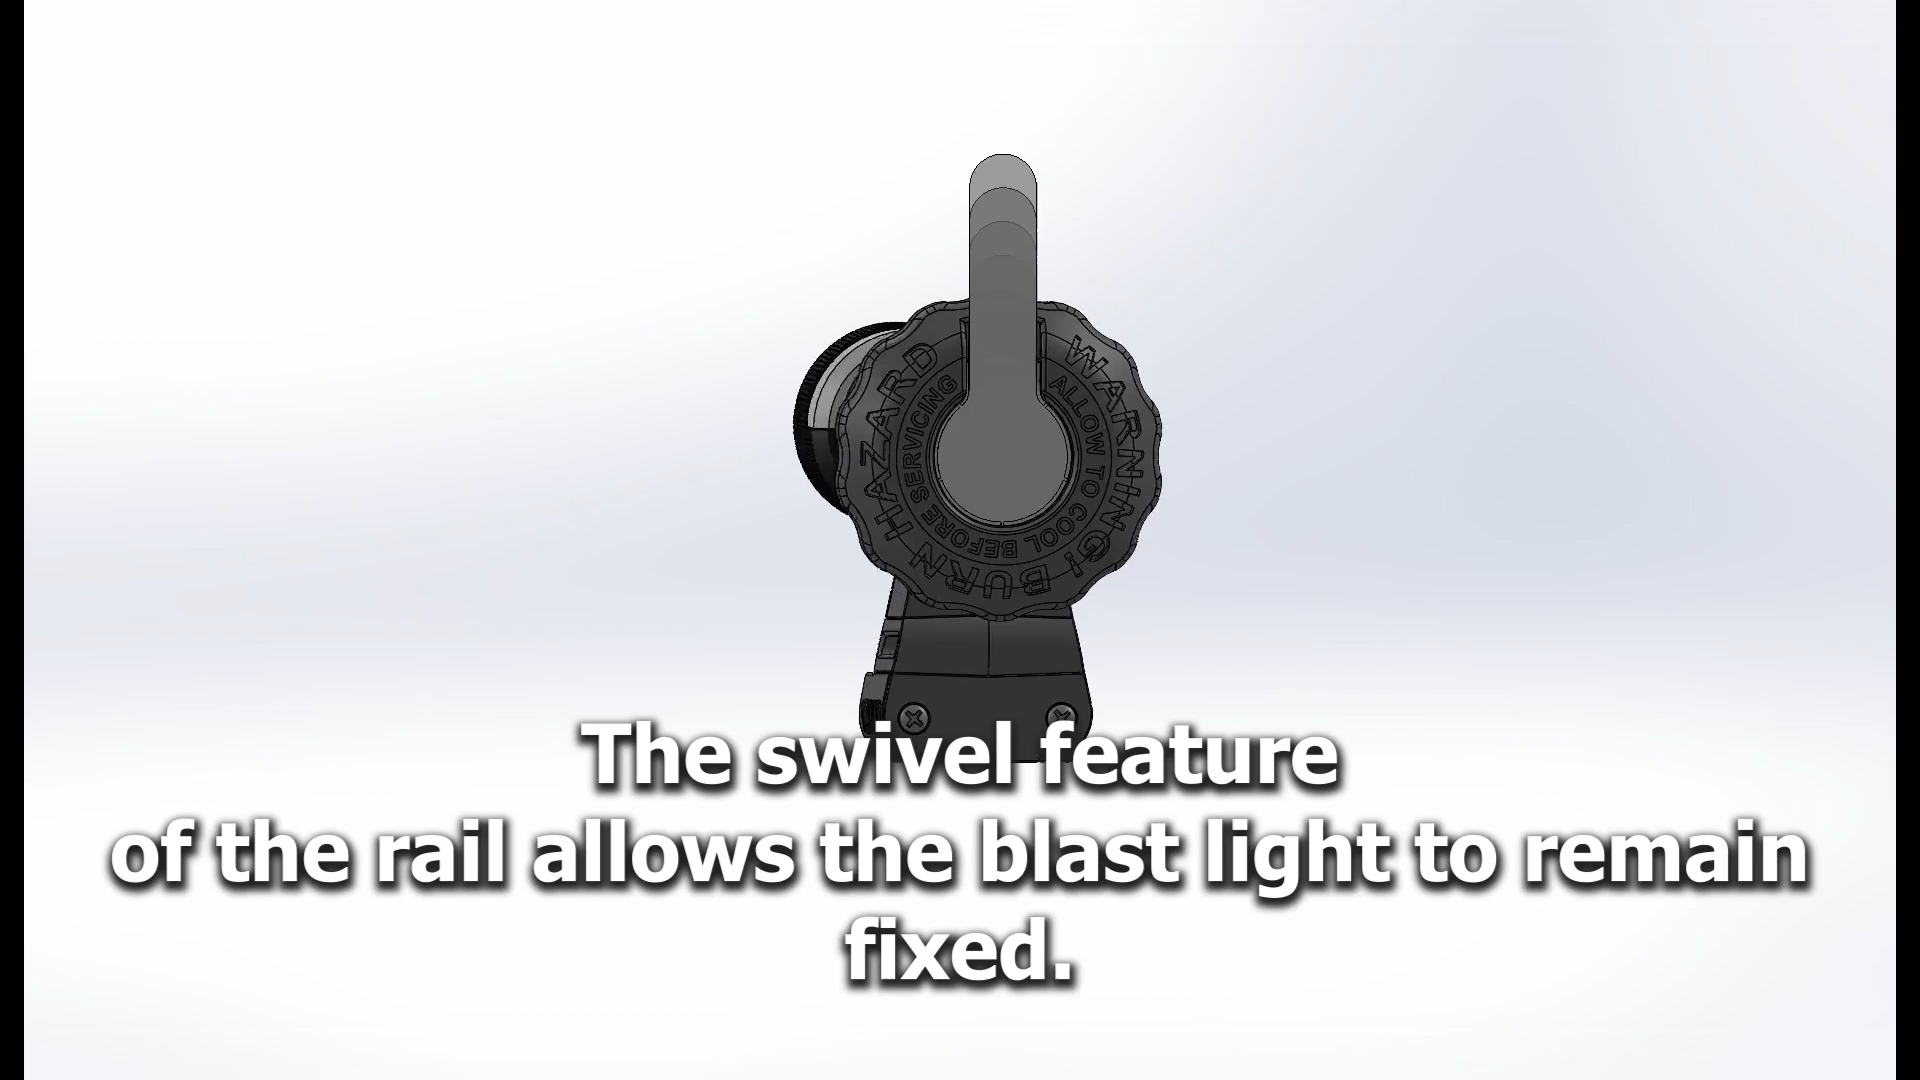 WARNING! BURN HAZARD
ALLOW TO COOL BEFORE SERVICING
The swivel feature
of the rail allows the blast light to remain
fixed.